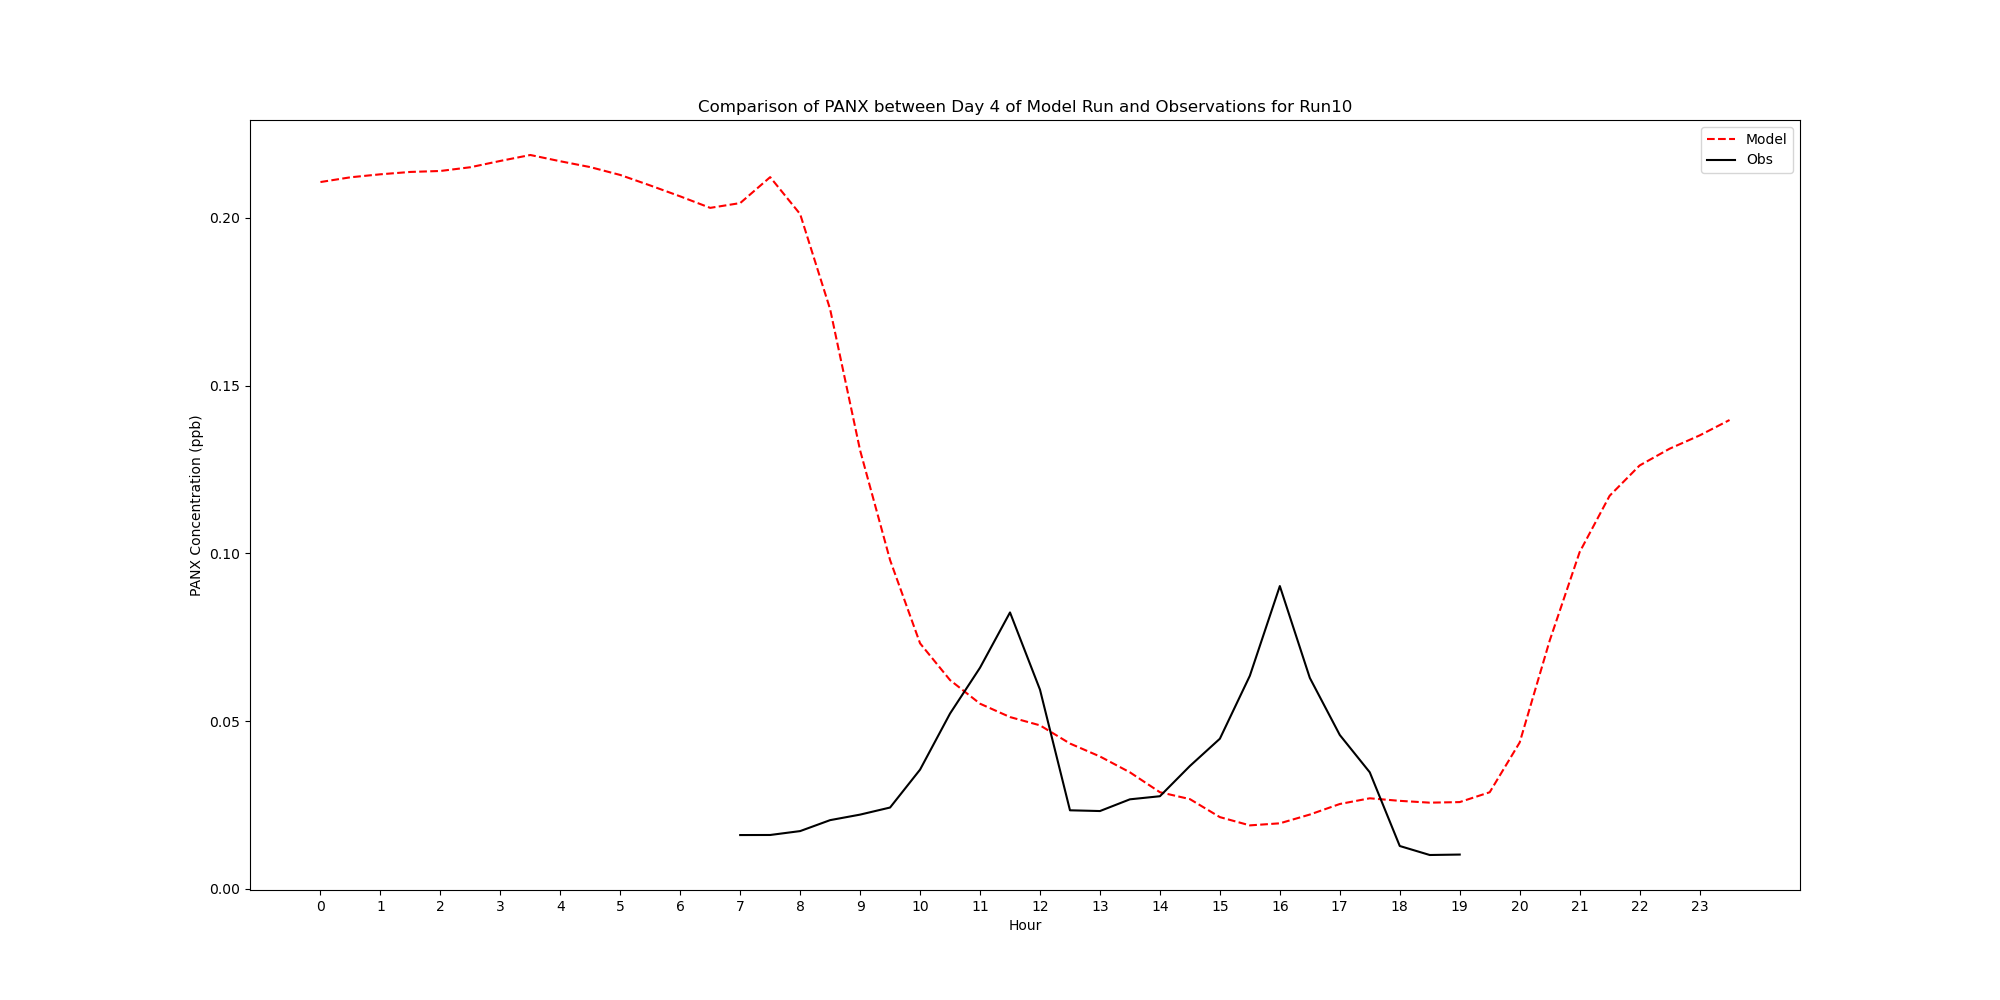 Comparison of PANX between Day 4 of Model Run and Observations for Run10
Model
Obs
PANX Concentration (ppb)
0.20
0.15
0.10
0.05
0.00
0 1 2 3 4 5 6 7 8 9 10 11 12 13 14 15 16 17 18 19 20 21 22 23
Hour